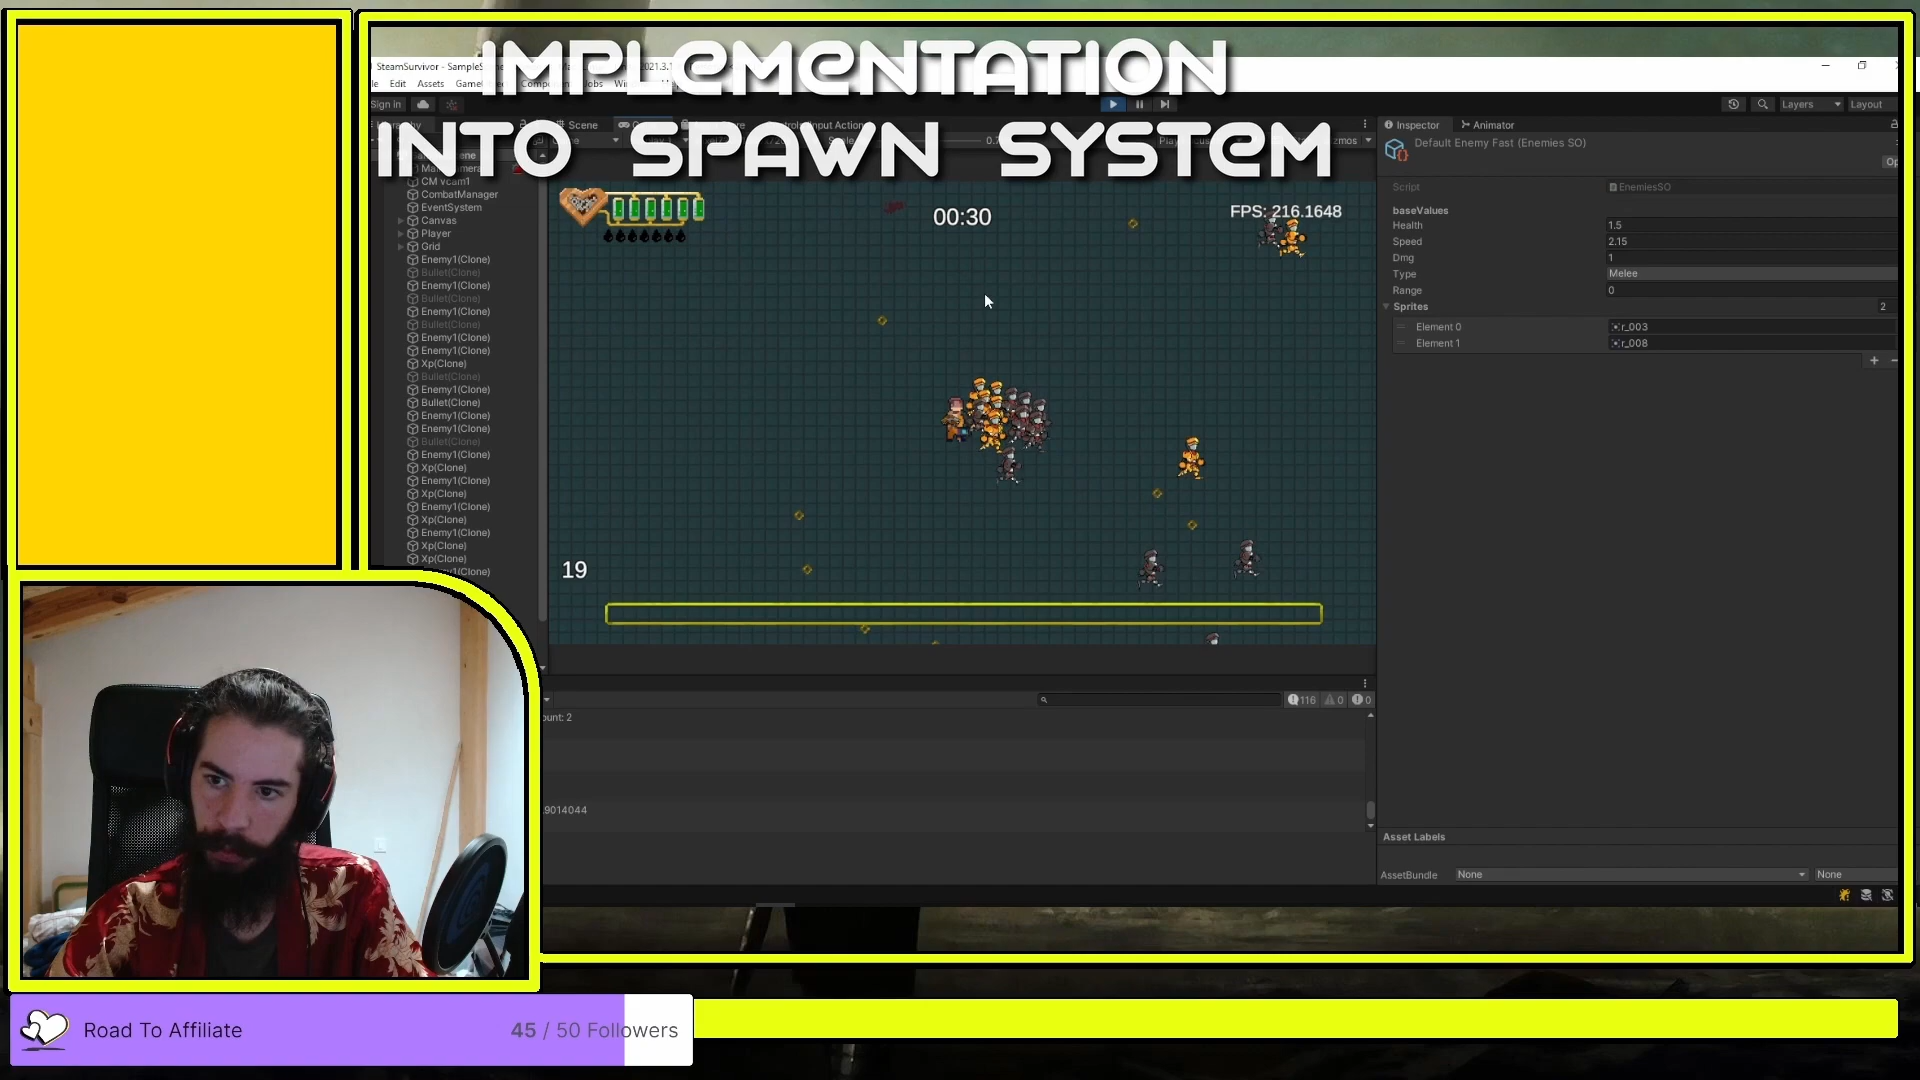 IMPLEMENTATION
INTO SPAWN SYSTEM
SteamSurvivor - SampleS
Edit Assets
Sign in
Layers
Layout
Scene
Input Actions
Inspector
Animator
Default Enemy Fast (Enemies SO)
Script
EnemiesSO
baseValues
Health
1.5
Speed
2.15
Dmg
1
Type
Melee
Range
0
Sprites
2
Element 0
r_003
Element 1
r_008
CM vcam1
CombatManager
EventSystem
Canvas
Player
Grid
Enemy1(Clone)
Bullet(Clone)
Enemy1(Clone)
Bullet(Clone)
Enemy1(Clone)
Bullet(Clone)
Enemy1(Clone)
Enemy1(Clone)
Xp(Clone)
Bullet(Clone)
Enemy1(Clone)
Bullet(Clone)
Enemy1(Clone)
Enemy1(Clone)
Bullet(Clone)
Enemy1(Clone)
Xp(Clone)
Enemy1(Clone)
Xp(Clone)
Enemy1(Clone)
Xp(Clone)
Enemy1(Clone)
Xp(Clone)
Xp(Clone)
00:30
FPS: 216.1648
19
116
0
0
ount: 2
9014044
Asset Labels
AssetBundle
None
None
Road To Affiliate
45 / 50 Followers